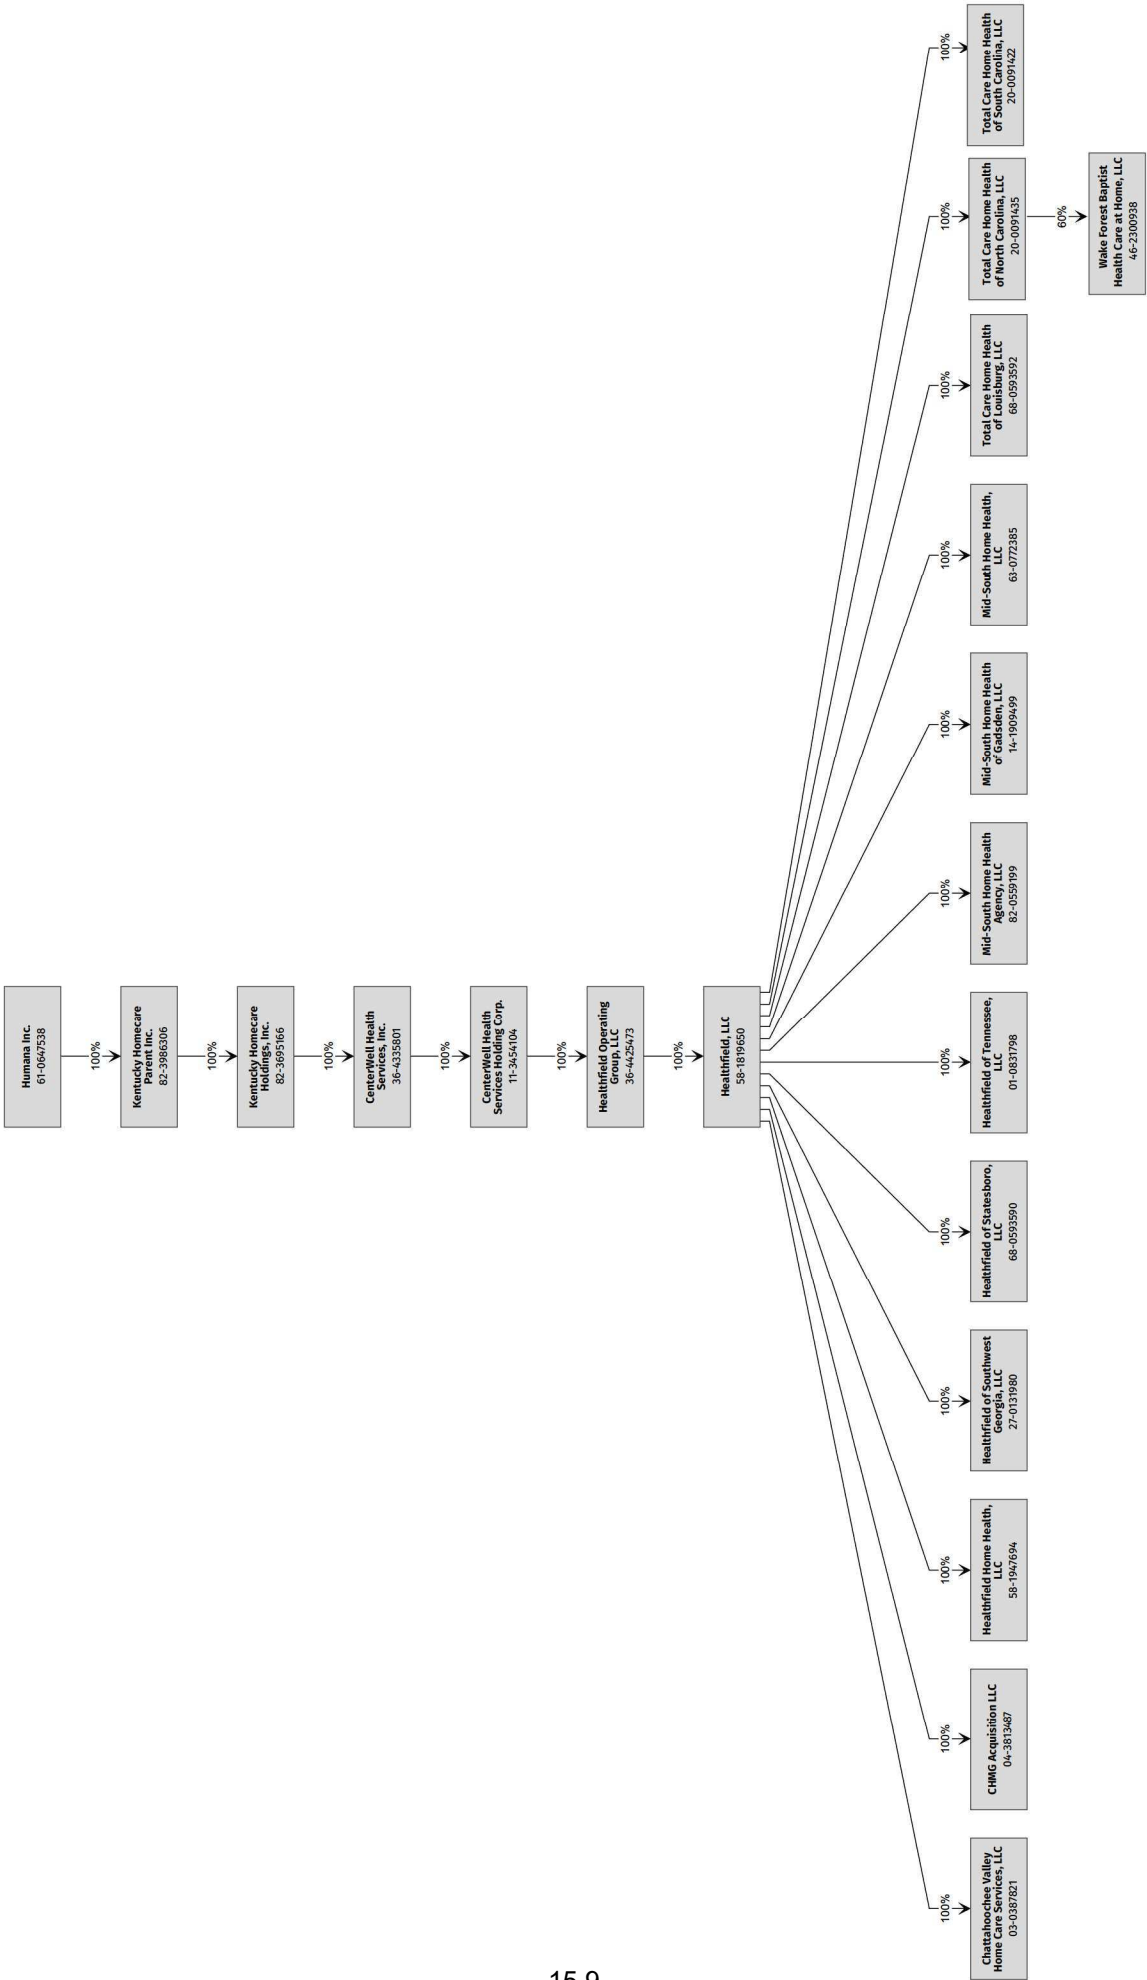 Humana Inc.
61-0647538
100%
Kentucky Homecare
Parent Inc.
82-3986306
100%
Kentucky Homecare
Holdings, Inc.
82-3695166
100%
CenterWell Health
Services, Inc.
36-4335801
100%
CenterWell Health
Services Holding Corp.
11-3454104
100%
Healthfield Operating
Group, LLC
36-4425473
100%
Healthfield, LLC
58-1819650
100%
Chattahoochee Valley
Home Care Services, LLC
03-0387821
100%
CHMG Acquisition LLC
04-3813487
100%
Healthfield Home Health,
LLC
58-1947694
100%
Healthfield of Southwest
Georgia, LLC
27-0131980
100%
Healthfield of Statesboro,
LLC
68-0593590
100%
Healthfield of Tennessee,
LLC
01-0831798
100%
Mid-South Home Health
Agency, LLC
82-0559199
100%
Mid-South Home Health
of Gadsden, LLC
14-1909499
100%
Mid-South Home Health,
LLC
63-0772385
100%
Total Care Home Health
of Louisburg, LLC
68-0593592
100%
Total Care Home Health
of North Carolina, LLC
20-0091435
100%
Total Care Home Health
of South Carolina, LLC
20-0091422
60%
Wake Forest Baptist
Health Care at Home, LLC
46-2300938
15.9